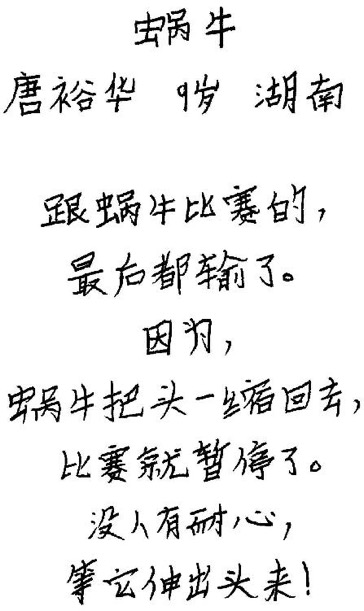 蜗牛
唐裕华 9岁 湖南
跟蜗牛比赛的，
最后都输了。
因为，
蜗牛把头一缩回去，
比赛就暂停了。
没人有耐心，
等它伸出头来！